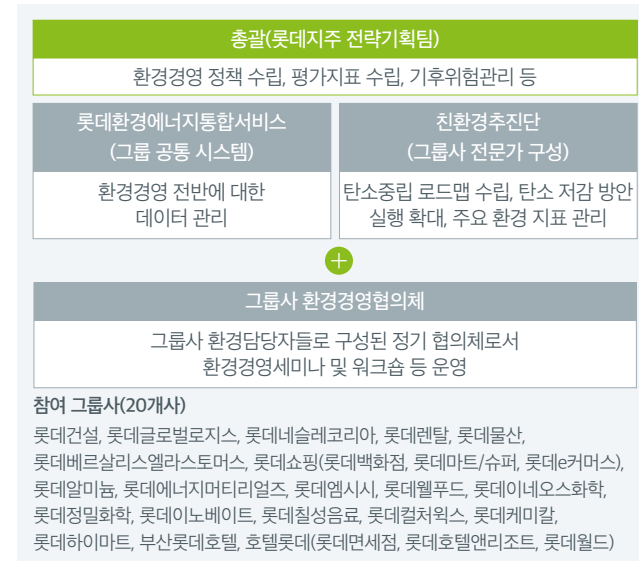 총괄(롯데지주 전략기획팀)
환경경영 정책 수립, 평가지표 수립, 기후위험관리 등
롯데환경에너지통합서비스
(그룹 공통 시스템)
환경경영 전반에 대한
데이터 관리
친환경추진단
(그룹사 전문가 구성)
탄소중립 로드맵 수립, 탄소 저감 방안
실행 확대, 주요 환경 지표 관리
+
그룹사 환경경영협의체
그룹사 환경담당자들로 구성된 정기 협의체로서
환경경영세미나 및 워크숍 등 운영
참여 그룹사(20개사)
롯데건설, 롯데글로벌로지스, 롯데네슬레코리아, 롯데렌탈, 롯데물산,
롯데베르살리스엘라스토머스, 롯데쇼핑(롯데백화점, 롯데마트/슈퍼, 롯데e커머스),
롯데알미늄, 롯데에너지머티리얼즈, 롯데엠시시, 롯데웰푸드, 롯데이네오스화학,
롯데정밀화학, 롯데이노베이트, 롯데칠성음료, 롯데컬처웍스, 롯데케미칼,
롯데하이마트, 부산롯데호텔, 호텔롯데(롯데면세점, 롯데호텔앤리조트, 롯데월드)